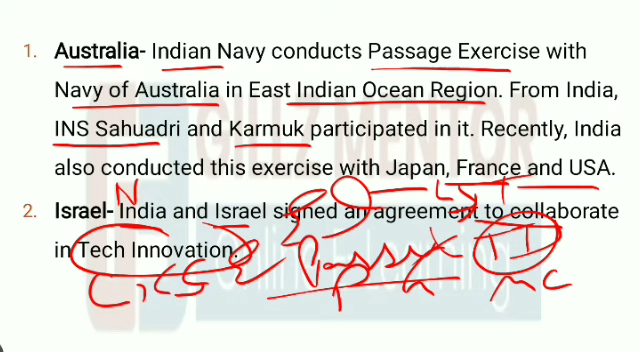 1. Australia- Indian Navy conducts Passage Exercise with
Navy of Australia in East Indian Ocean Region. From India,
INS Sahuadri and Karmuk participated in it. Recently, India
also conducted this exercise with Japan, France and USA.
N
2. Israel- India and Israel signed an agreement to collaborate
in Tech Innovation.